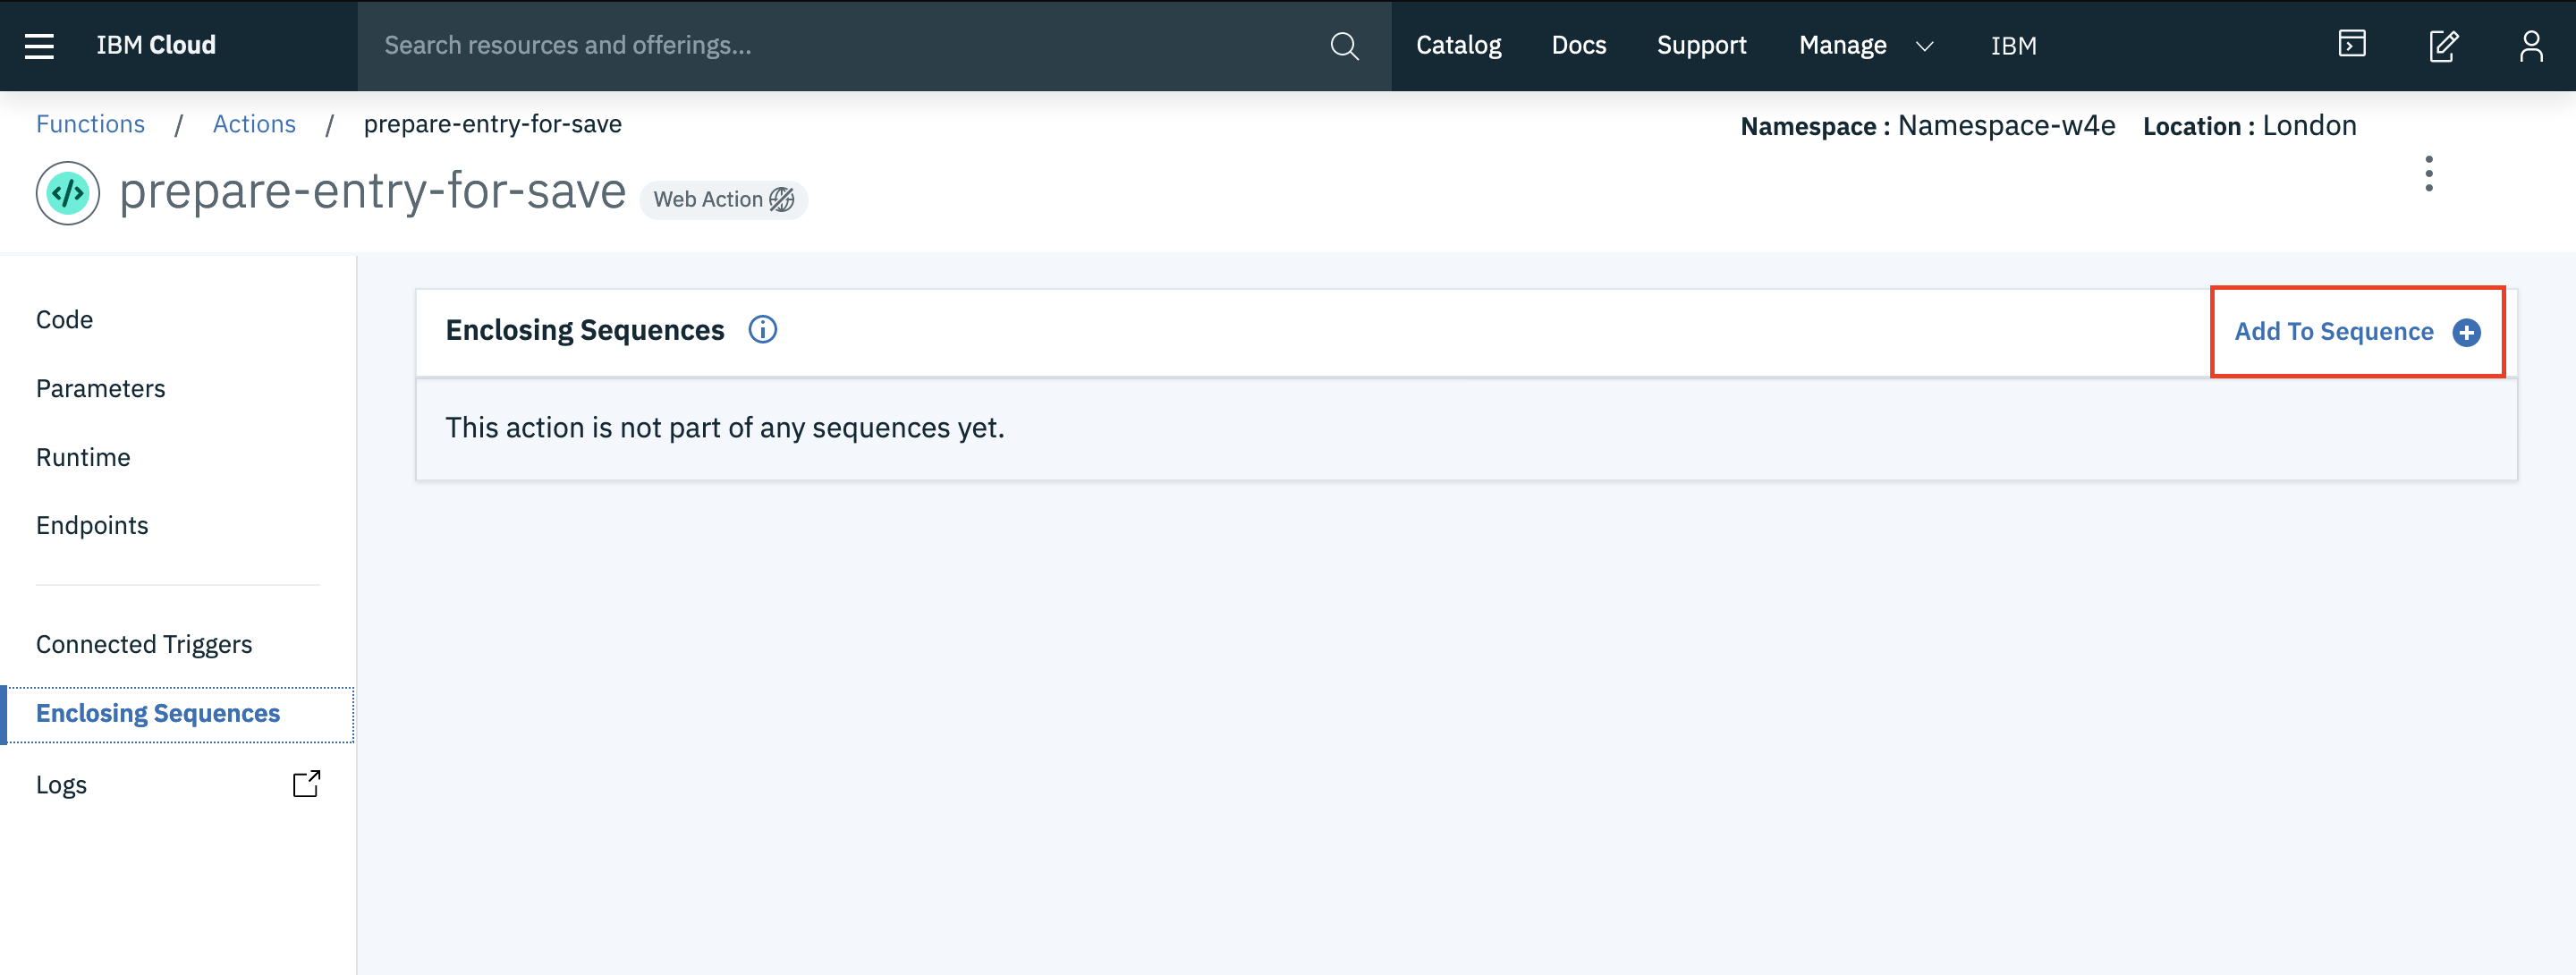 IBM Cloud
Search resources and offerings...
Catalog
Docs
Support
Manage
IBM
Functions / Actions / prepare-entry-for-save
Namespace : Namespace-w4e Location : London
</> prepare-entry-for-save Web Action
Code
Parameters
Runtime
Endpoints
Connected Triggers
Enclosing Sequences
Logs
Enclosing Sequences
Add To Sequence
This action is not part of any sequences yet.